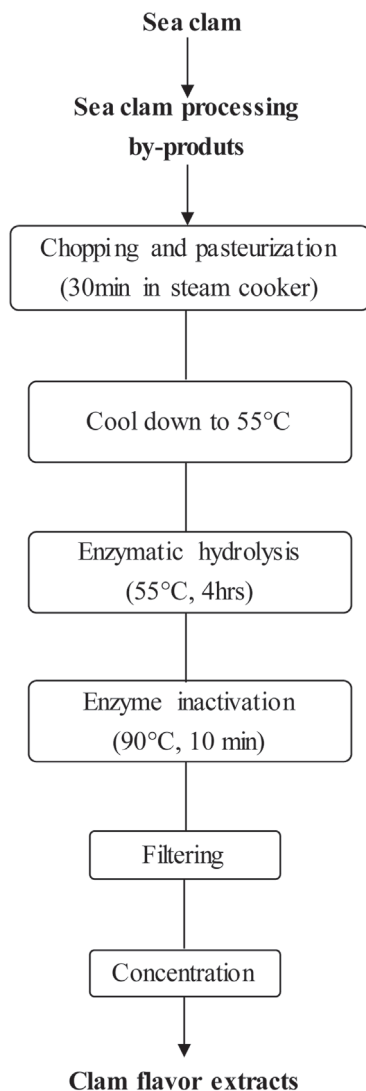 Sea clam
Sea clam processing
by-produts
Chopping and pasteurization
(30min in steam cooker)
Cool down to 55°C
Enzymatic hydrolysis
(55°C, 4hrs)
Enzyme inactivation
(90°C, 10 min)
Filtering
Concentration
Clam flavor extracts